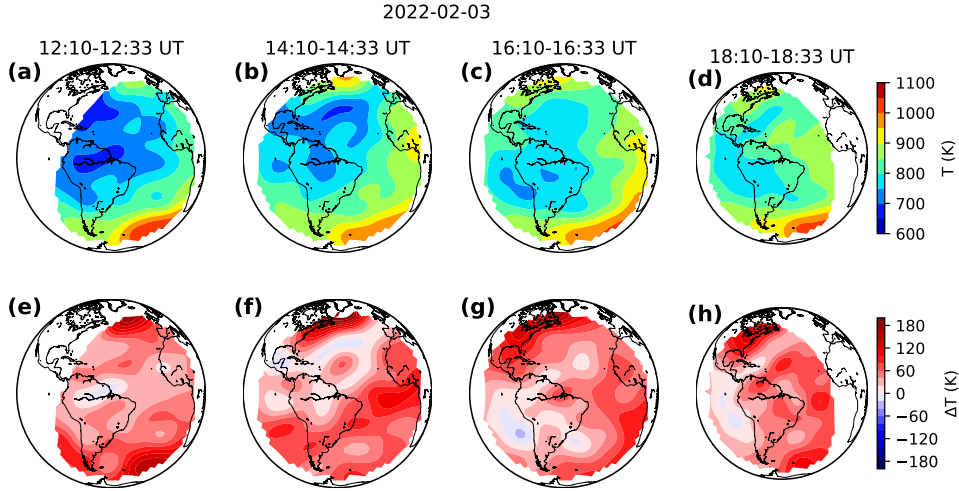 2022-02-03
12:10-12:33 UT
14:10-14:33 UT
16:10-16:33 UT
18:10-18:33 UT
(a)
(b)
(c)
(d)
1100
1000
900
800
700
600
T (K)
(e)
(f)
(g)
(h)
180
120
60
0
−60
−120
−180
ΔT (K)